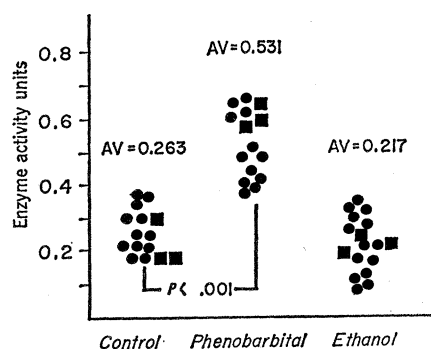 Enzyme activity units
0.8
0.6
0.4
0.2
AV=0.263
AV=0.531
AV=0.217
P< .001
Control Phenobarbital Ethanol